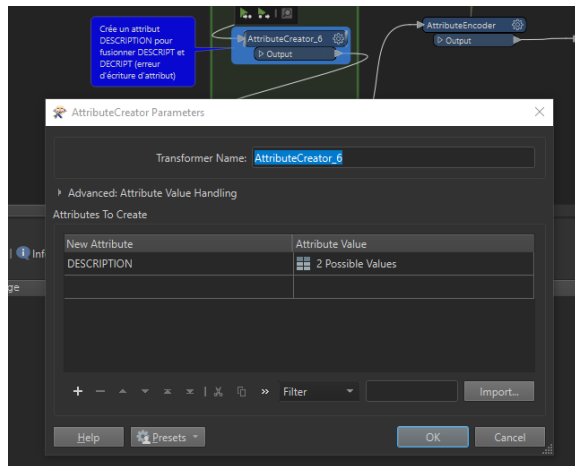 Crée un attribut
DESCRIPTION pour
fusionner DESCRIPT et
DECRIPT (erreur
d'écriture d'attribut)
AttributeCreator_6
Output
AttributeEncoder
Output
AttributeCreator Parameters
Transformer Name: AttributeCreator_6
Advanced: Attribute Value Handling
Attributes To Create
New Attribute Attribute Value
DESCRIPTION 2 Possible Values
Filter Import...
Help Presets OK Cancel